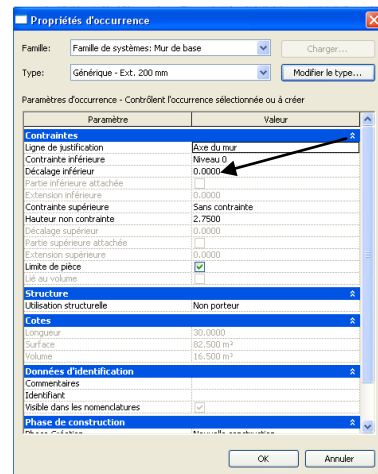 Propriétés d'occurrence
Famille: Famille de systèmes: Mur de base Charger...
Type: Générique - Ext. 200 mm Modifier le type...
Paramètres d'occurrence - Contrôlent l'occurrence sélectionnée ou à créer
Paramètre Valeur
Contraintes
Ligne de justification Axe du mur
Contrainte inférieure Niveau 0
Décalage inférieur 0.0000
Partie inférieure attachée
Extension inférieure 0.0000
Contrainte supérieure Sans contrainte
Hauteur non contrainte 2.7500
Décalage supérieur 0.0000
Partie supérieure attachée
Extension supérieure 0.0000
Limite de pièce
Lié au volume
Structure
Utilisation structurelle Non porteur
Cotes
Longueur 30.0000
Surface 82.500 m²
Volume 16.500 m³
Données d'identification
Commentaires
Identifiant
Visible dans les nomenclatures
Phase de construction
Phase Création Nouvelle construction
OK Annuler